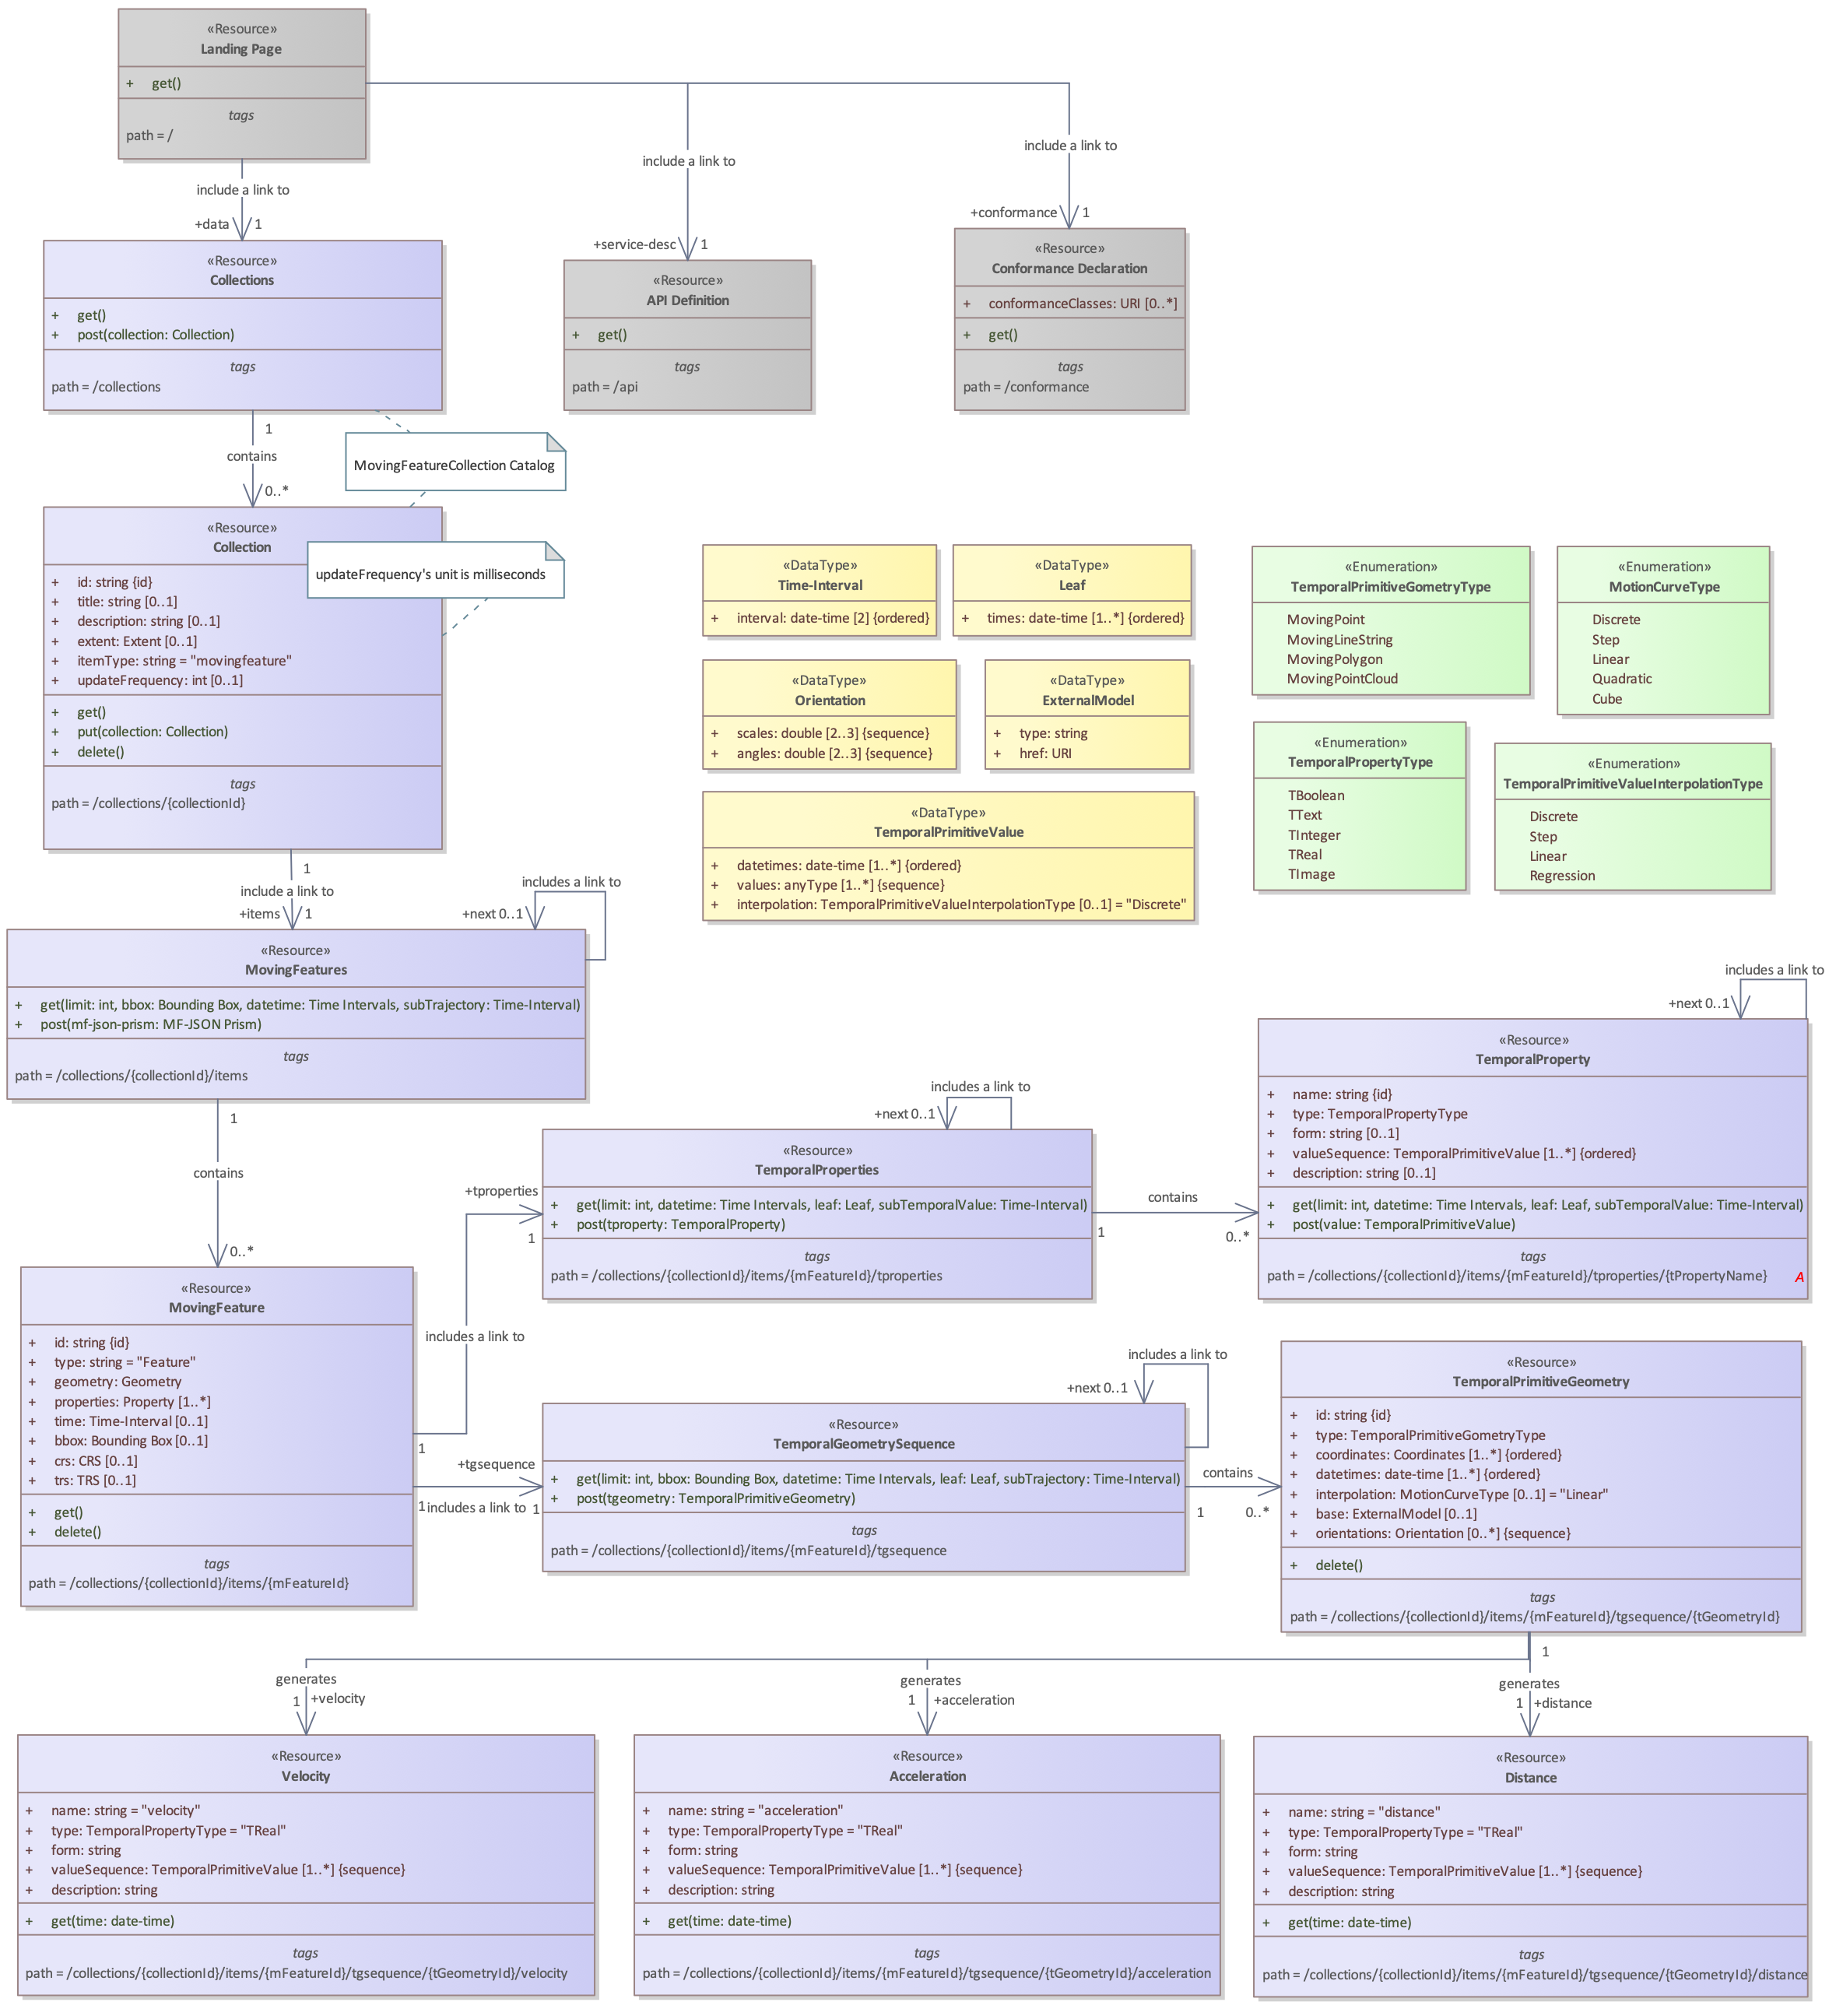 «Resource»
Landing Page
+ get()
tags
path = /
include a link to
+data 1
include a link to
+service-desc 1
include a link to
+conformance 1
«Resource»
Collections
+ get()
+ post(collection: Collection)
tags
path = /collections
«Resource»
API Definition
+ get()
tags
path = /api
«Resource»
Conformance Declaration
+ conformanceClasses: URI [0..*]
+ get()
tags
path = /conformance
1
contains
0..*
MovingFeatureCollection Catalog
«Resource»
Collection
+ id: string {id}
+ title: string [0..1]
+ description: string [0..1]
+ extent: Extent [0..1]
+ itemType: string = "movingfeature"
+ updateFrequency: int [0..1]
+ get()
+ put(collection: Collection)
+ delete()
tags
path = /collections/{collectionId}
updateFrequency's unit is milliseconds
«DataType»
Time-Interval
+ interval: date-time [2] {ordered}
«DataType»
Leaf
+ times: date-time [1..*] {ordered}
«DataType»
Orientation
+ scales: double [2..3] {sequence}
+ angles: double [2..3] {sequence}
«DataType»
ExternalModel
+ type: string
+ href: URI
«DataType»
TemporalPrimitiveValue
+ datetimes: date-time [1..*] {ordered}
+ values: anyType [1..*] {sequence}
+ interpolation: TemporalPrimitiveValueInterpolationType [0..1] = "Discrete"
«Enumeration»
TemporalPrimitiveGometryType
MovingPoint
MovingLineString
MovingPolygon
MovingPointCloud
«Enumeration»
MotionCurveType
Discrete
Step
Linear
Quadratic
Cube
«Enumeration»
TemporalPropertyType
TBoolean
TText
TInteger
TReal
TImage
«Enumeration»
TemporalPrimitiveValueInterpolationType
Discrete
Step
Linear
Regression
1
include a link to
+items 1
includes a link to
+next 0..1
«Resource»
MovingFeatures
+ get(limit: int, bbox: Bounding Box, datetime: Time Intervals, subTrajectory: Time-Interval)
+ post(mf-json-prism: MF-JSON Prism)
tags
path = /collections/{collectionId}/items
1
contains
0..*
«Resource»
MovingFeature
+ id: string {id}
+ type: string = "Feature"
+ geometry: Geometry
+ properties: Property [1..*]
+ time: Time-Interval [0..1]
+ bbox: Bounding Box [0..1]
+ crs: CRS [0..1]
+ trs: TRS [0..1]
+ get()
+ delete()
tags
path = /collections/{collectionId}/items/{mFeatureId}
+tproperties
1
includes a link to
1
+tgsequence
1 includes a link to 1
includes a link to
+next 0..1
«Resource»
TemporalProperties
+ get(limit: int, datetime: Time Intervals, leaf: Leaf, subTemporalValue: Time-Interval)
+ post(tproperty: TemporalProperty)
tags
path = /collections/{collectionId}/items/{mFeatureId}/tproperties
contains
1 0..*
includes a link to
+next 0..1
«Resource»
TemporalProperty
+ name: string {id}
+ type: TemporalPropertyType
+ form: string [0..1]
+ valueSequence: TemporalPrimitiveValue [1..*] {ordered}
+ description: string [0..1]
+ get(limit: int, datetime: Time Intervals, leaf: Leaf, subTemporalValue: Time-Interval)
+ post(value: TemporalPrimitiveValue)
tags
path = /collections/{collectionId}/items/{mFeatureId}/tproperties/{tPropertyName} A
includes a link to
+next 0..1
«Resource»
TemporalGeometrySequence
+ get(limit: int, bbox: Bounding Box, datetime: Time Intervals, leaf: Leaf, subTrajectory: Time-Interval)
+ post(tgeometry: TemporalPrimitiveGeometry)
tags
path = /collections/{collectionId}/items/{mFeatureId}/tgsequence
contains
1 0..*
«Resource»
TemporalPrimitiveGeometry
+ id: string {id}
+ type: TemporalPrimitiveGometryType
+ coordinates: Coordinates [1..*] {ordered}
+ datetimes: date-time [1..*] {ordered}
+ interpolation: MotionCurveType [0..1] = "Linear"
+ base: ExternalModel [0..1]
+ orientations: Orientation [0..*] {sequence}
+ delete()
tags
path = /collections/{collectionId}/items/{mFeatureId}/tgsequence/{tGeometryId}
1
generates
1 +velocity
generates
1 +acceleration
generates
1 +distance
«Resource»
Velocity
+ name: string = "velocity"
+ type: TemporalPropertyType = "TReal"
+ form: string
+ valueSequence: TemporalPrimitiveValue [1..*] {sequence}
+ description: string
+ get(time: date-time)
tags
path = /collections/{collectionId}/items/{mFeatureId}/tgsequence/{tGeometryId}/velocity
«Resource»
Acceleration
+ name: string = "acceleration"
+ type: TemporalPropertyType = "TReal"
+ form: string
+ valueSequence: TemporalPrimitiveValue [1..*] {sequence}
+ description: string
+ get(time: date-time)
tags
path = /collections/{collectionId}/items/{mFeatureId}/tgsequence/{tGeometryId}/acceleration
«Resource»
Distance
+ name: string = "distance"
+ type: TemporalPropertyType = "TReal"
+ form: string
+ valueSequence: TemporalPrimitiveValue [1..*] {sequence}
+ description: string
+ get(time: date-time)
tags
path = /collections/{collectionId}/items/{mFeatureId}/tgsequence/{tGeometryId}/distance